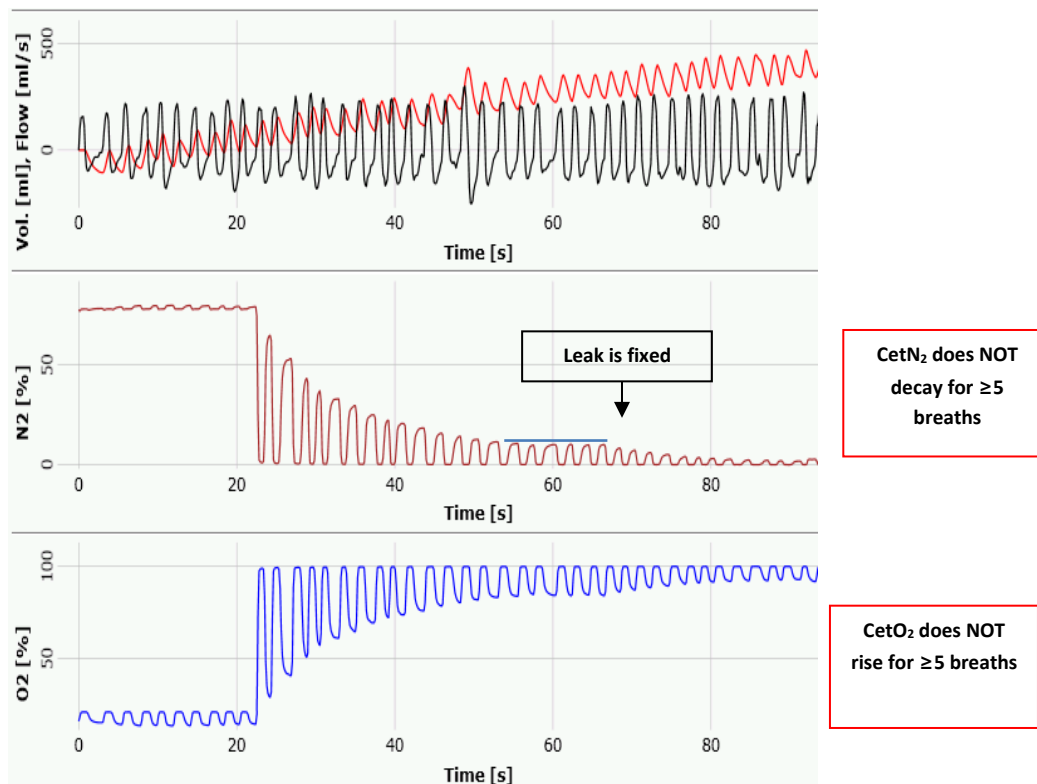 Vol. [ml], Flow [ml/s]
500
0
0
20
40
60
80
Time [s]
N2 [%]
50
0
Leak is fixed
0
20
40
60
80
Time [s]
CetN₂ does NOT
decay for ≥5
breaths
O2 [%]
100
50
0
20
40
60
80
Time [s]
CetO₂ does NOT
rise for ≥5 breaths